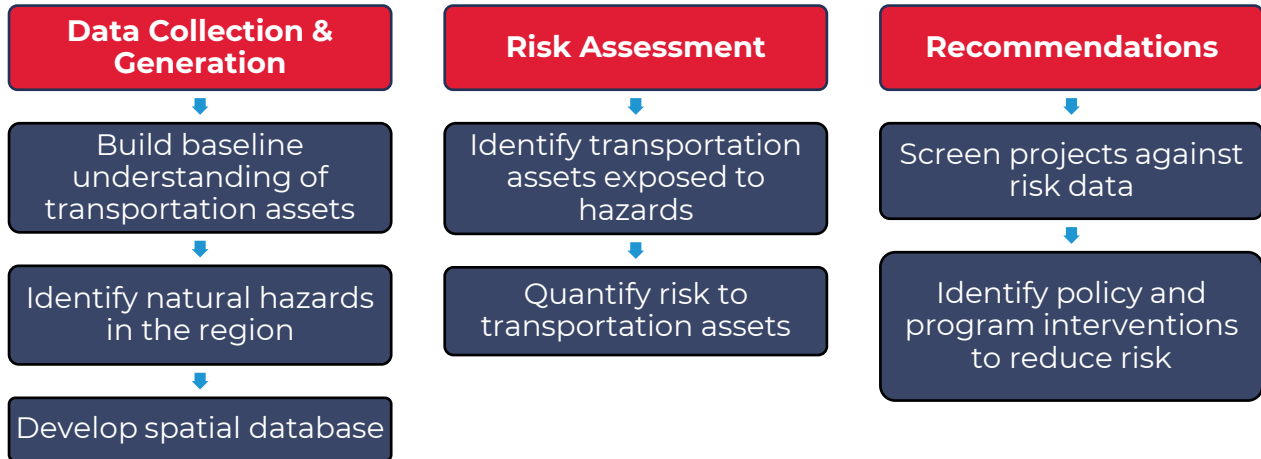 Data Collection &
Generation
Build baseline
understanding of
transportation assets
Identify natural hazards
in the region
Develop spatial database
Risk Assessment
Identify transportation
assets exposed to
hazards
Quantify risk to
transportation assets
Recommendations
Screen projects against
risk data
Identify policy and
program interventions
to reduce risk